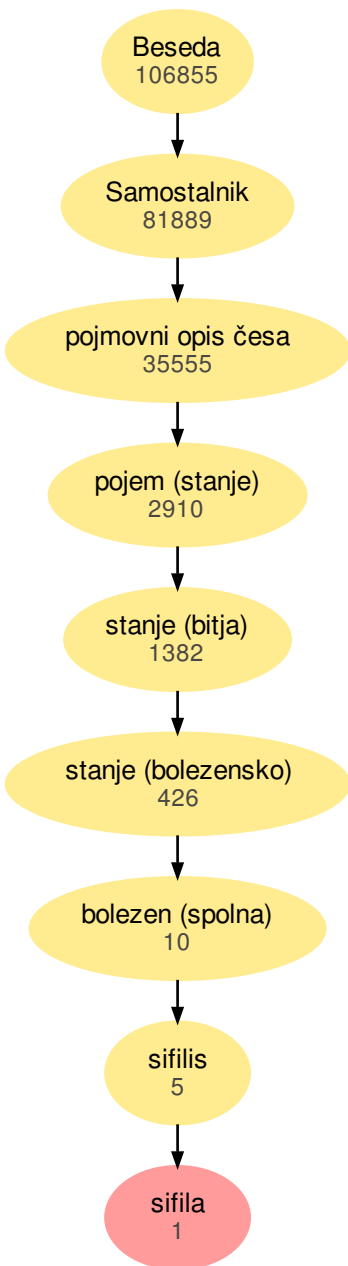 Beseda
106855
Samostalnik
81889
pojmovni opis česa
35555
pojem (stanje)
2910
stanje (bitja)
1382
stanje (bolezensko)
426
bolezen (spolna)
10
sifilis
5
sifila
1